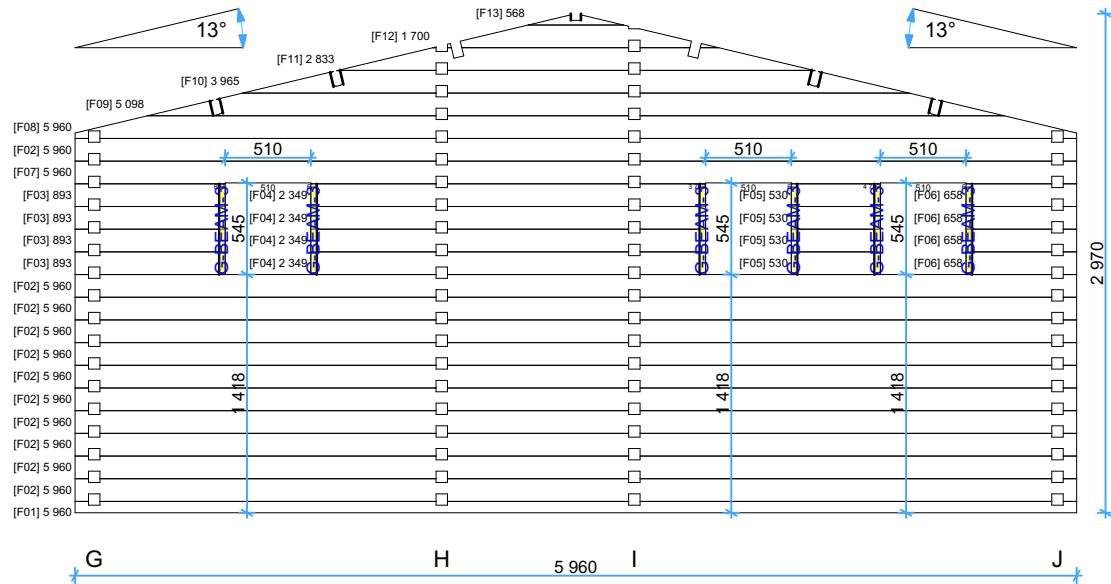 [F13] 568
13°
13°
[F12] 1 700
[F11] 2 833
[F10] 3 965
[F09] 5 098
[F08] 5 960
[F02] 5 960
510
510
510
[F07] 5 960
510
510
510
[F03] 893
[F04] 2 349
[F05] 530
[F06] 658
[F03] 893
[F04] 2 349
[F05] 530
[F06] 658
[F03] 893
[F04] 2 349
[F05] 530
[F06] 658
[F03] 893
[F04] 2 349
[F05] 530
[F06] 658
545
545
545
2 970
[F02] 5 960
[F02] 5 960
[F02] 5 960
[F02] 5 960
[F02] 5 960
[F02] 5 960
[F02] 5 960
[F02] 5 960
[F02] 5 960
[F02] 5 960
1 418
1 418
1 418
[F01] 5 960
G
H
I
J
5 960